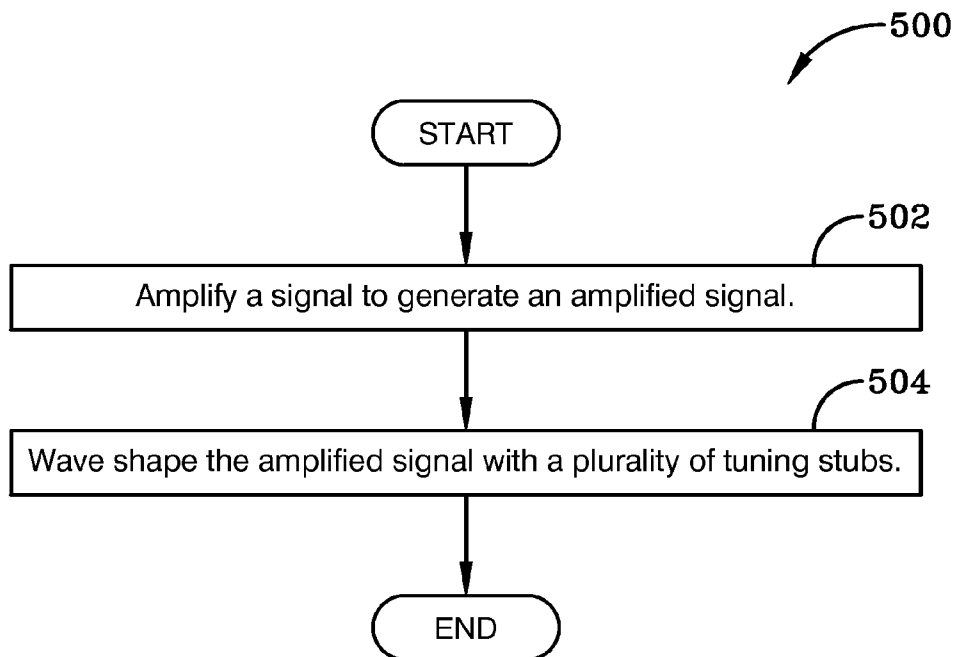 500
START
502
Amplify a signal to generate an amplified signal.
504
Wave shape the amplified signal with a plurality of tuning stubs.
END